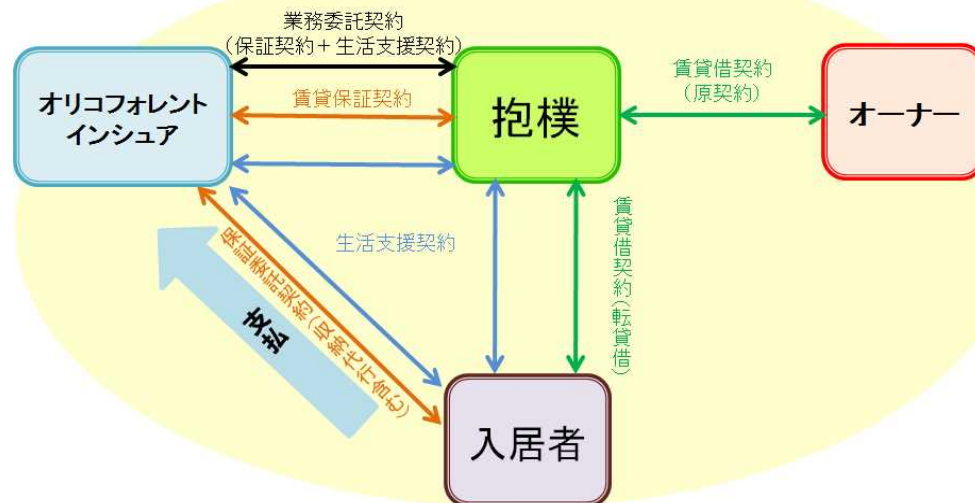 業務委託契約
（保証契約＋生活支援契約）
オリコフォレント
インシュア
賃貸保証契約
抱樸
賃貸借契約
（原契約）
オーナー
生活支援契約
賃貸借契約(転貸借)
保証委託契約(収納代行含む)
支払
入居者